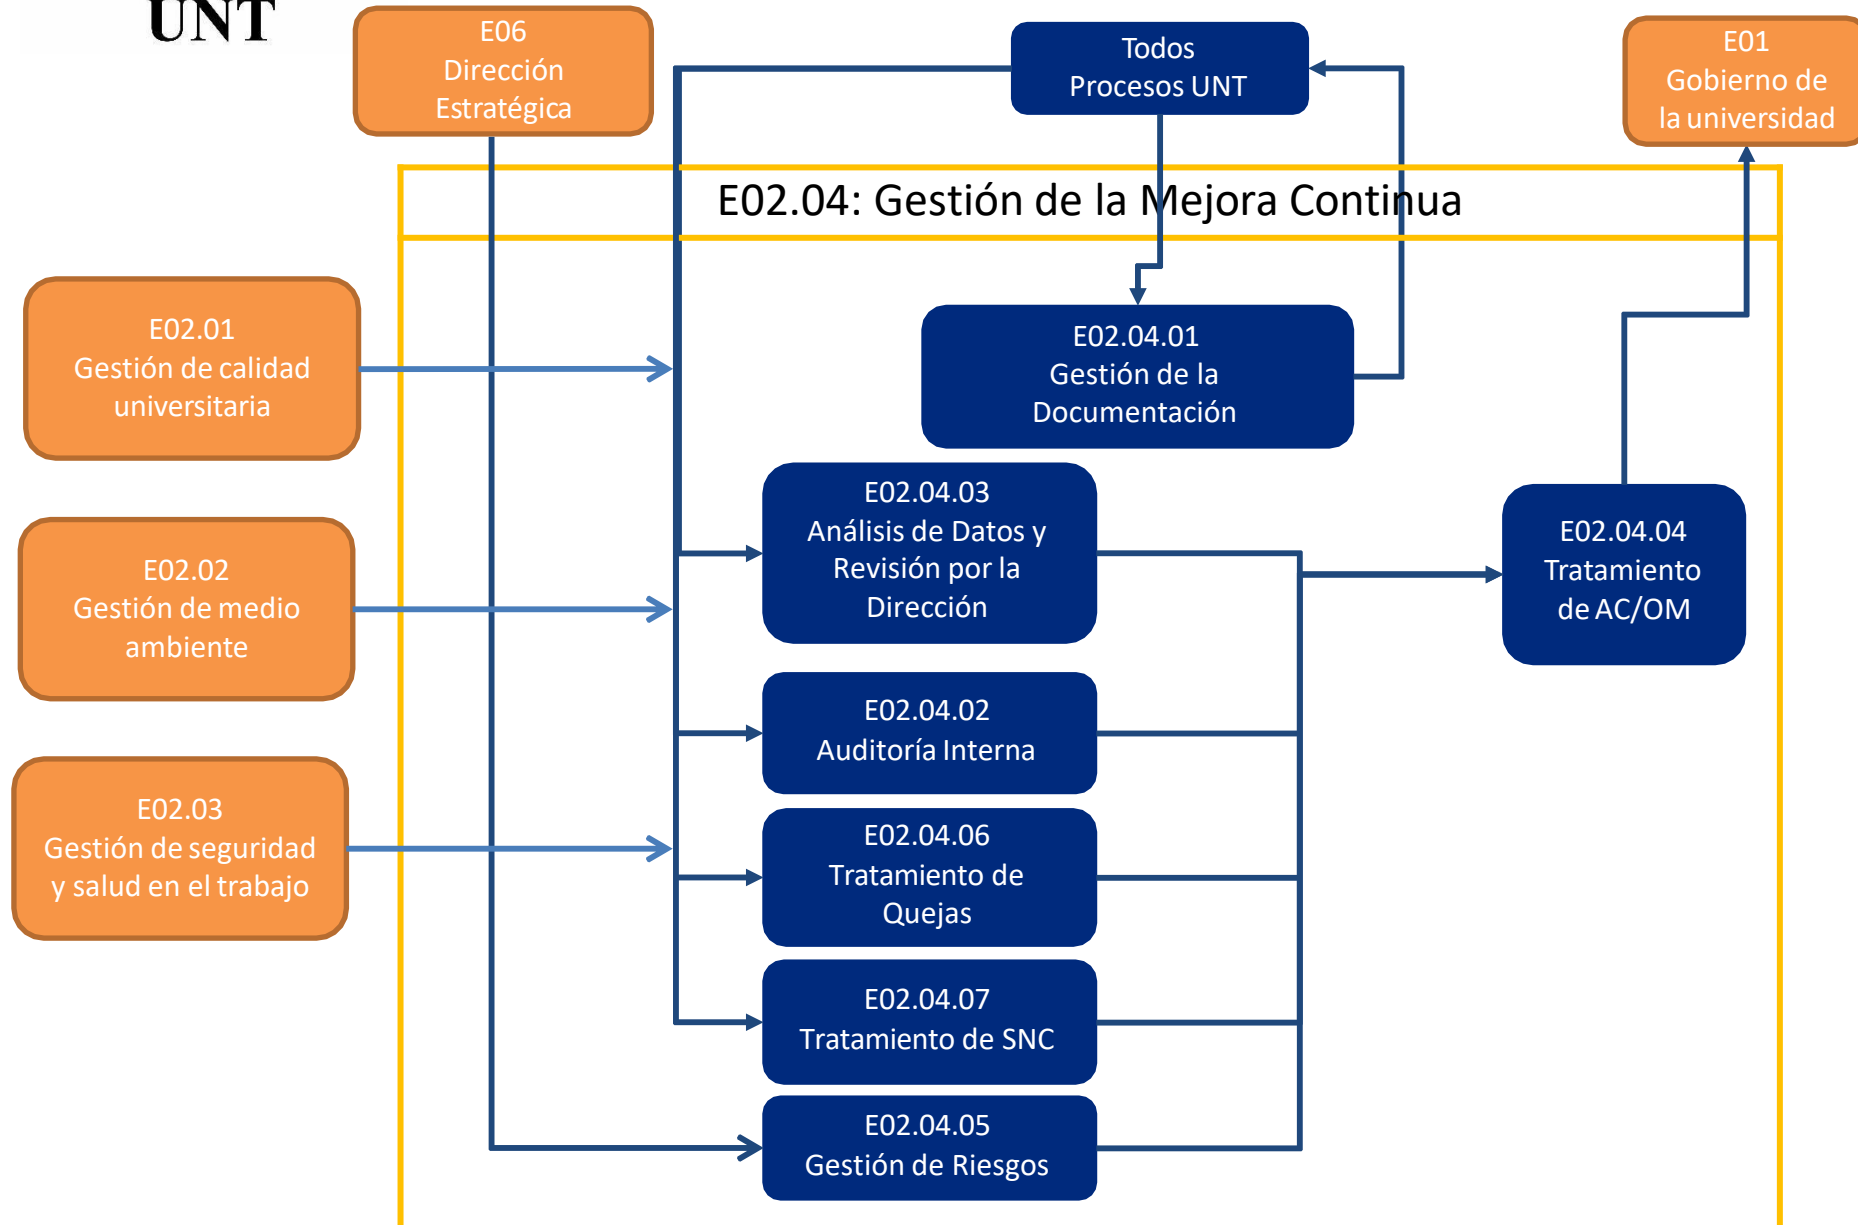 UNT
E06
Dirección
Estratégica
Todos
Procesos UNT
E01
Gobierno de
la universidad
E02.04: Gestión de la Mejora Continua
E02.01
Gestión de calidad
universitaria
E02.04.01
Gestión de la
Documentación
E02.04.03
Análisis de Datos y
Revisión por la
Dirección
E02.04.04
Tratamiento
de AC/OM
E02.02
Gestión de medio
ambiente
E02.04.02
Auditoría Interna
E02.03
Gestión de seguridad
y salud en el trabajo
E02.04.06
Tratamiento de
Quejas
E02.04.07
Tratamiento de SNC
E02.04.05
Gestión de Riesgos